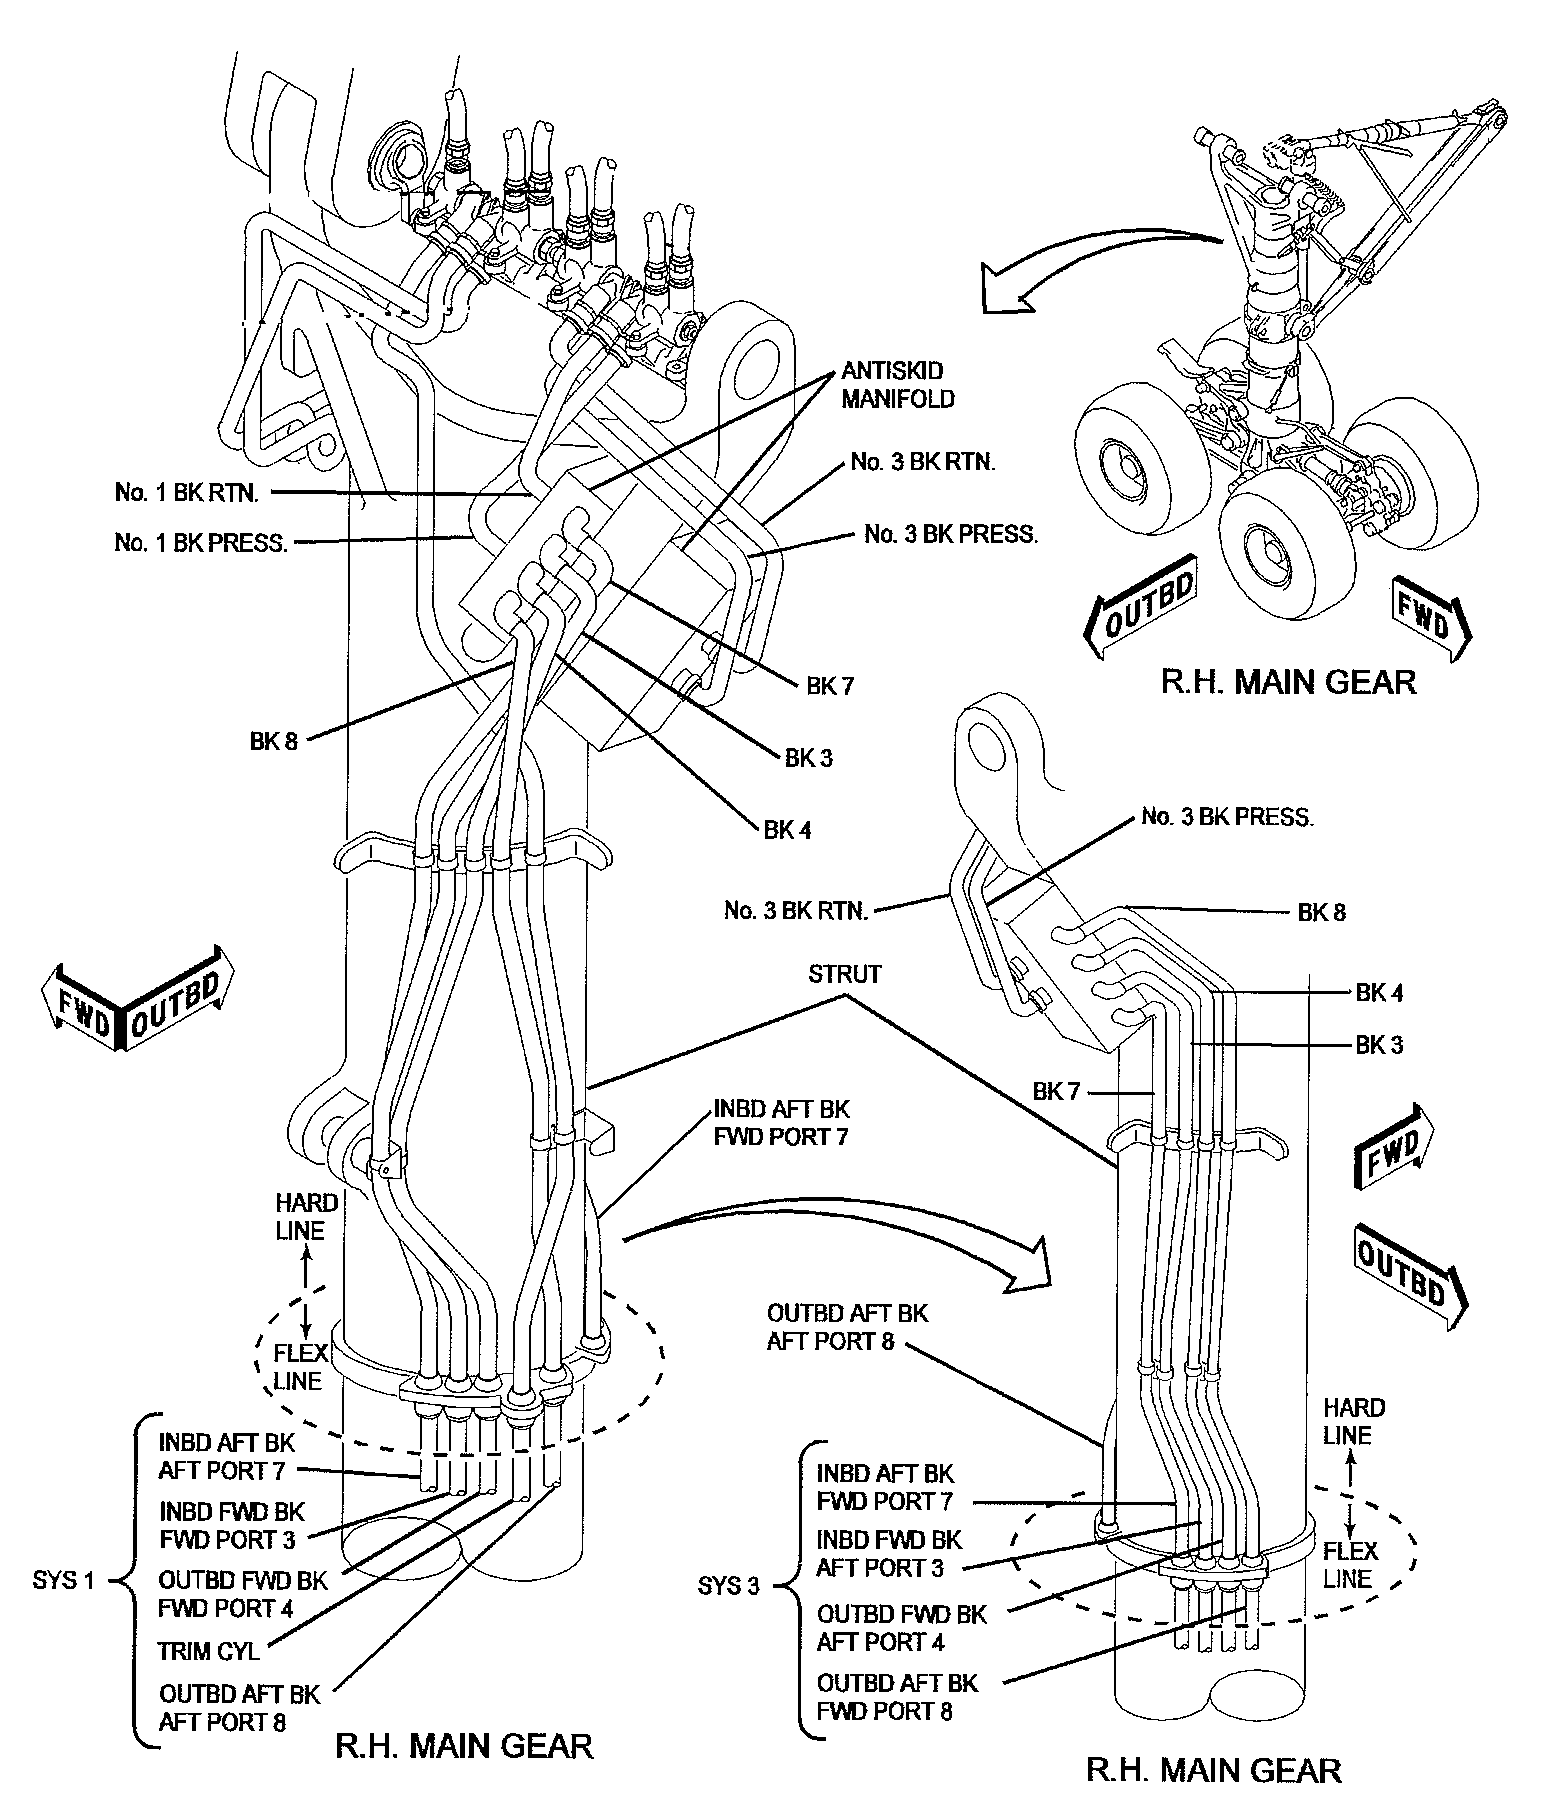 ANTISKID
MANIFOLD
No. 3 BK RTN.
No. 1 BK RTN.
No. 3 BK PRESS.
No. 1 BK PRESS.
BK 7
BK 8
BK 3
BK 4
OUTBD
FWD
R.H. MAIN GEAR
No. 3 BK PRESS.
No. 3 BK RTN.
BK 8
STRUT
BK 4
BK 3
BK 7
FWD
OUTBD
INBD AFT BK
FWD PORT 7
FWD
OUTBD
HARD
LINE
FLEX
LINE
OUTBD AFT BK
AFT PORT 8
HARD
LINE
FLEX
LINE
SYS 1
INBD AFT BK
AFT PORT 7
INBD FWD BK
FWD PORT 3
OUTBD FWD BK
FWD PORT 4
TRIM CYL
OUTBD AFT BK
AFT PORT 8
R.H. MAIN GEAR
SYS 3
INBD AFT BK
FWD PORT 7
INBD FWD BK
AFT PORT 3
OUTBD FWD BK
AFT PORT 4
OUTBD AFT BK
FWD PORT 8
R.H. MAIN GEAR